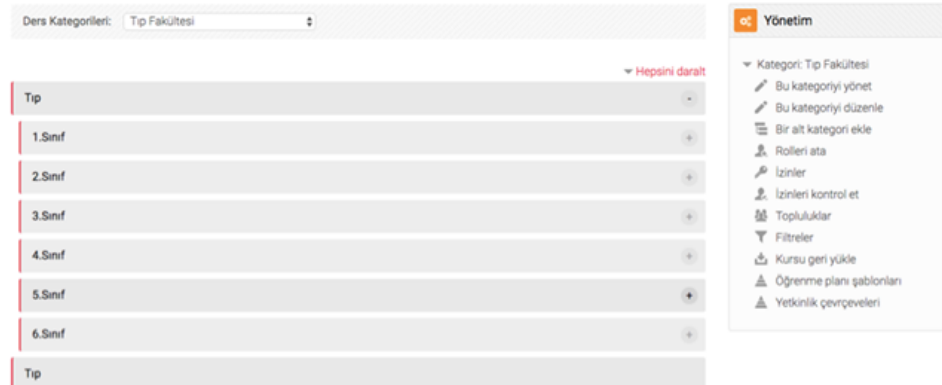 Ders Kategorileri: Tıp Fakültesi
Hepsini daralt
Tıp
1.Sınıf
2.Sınıf
3.Sınıf
4.Sınıf
5.Sınıf
6.Sınıf
Tıp
Yönetim
Kategori: Tıp Fakültesi
Bu kategoriyi yönet
Bu kategoriyi düzenle
Bir alt kategori ekle
Rolleri ata
İzinler
İzinleri kontrol et
Topluluklar
Filtreler
Kursu geri yükle
Öğrenme planı şablonları
Yetkinlik çevrçeveleri